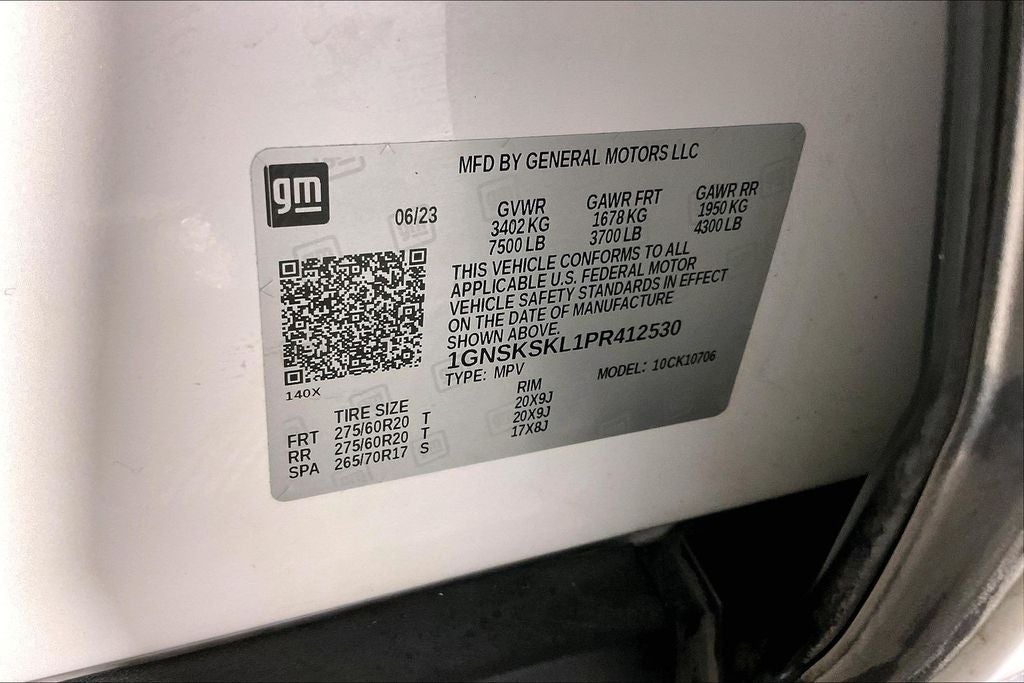 gm
MFD BY GENERAL MOTORS LLC
06/23
GVWR GAWR FRT GAWR RR
3402 KG 1678 KG 1950 KG
7500 LB 3700 LB 4300 LB
THIS VEHICLE CONFORMS TO ALL
APPLICABLE U.S. FEDERAL MOTOR
VEHICLE SAFETY STANDARDS IN EFFECT
ON THE DATE OF MANUFACTURE
SHOWN ABOVE.
1GNSKSKL1PR412530
TYPE: MPV MODEL: 10CK10706
140X
TIRE SIZE RIM
FRT 275/60R20 T 20X9J
RR 275/60R20 T 20X9J
SPA 265/70R17 S 17X8J